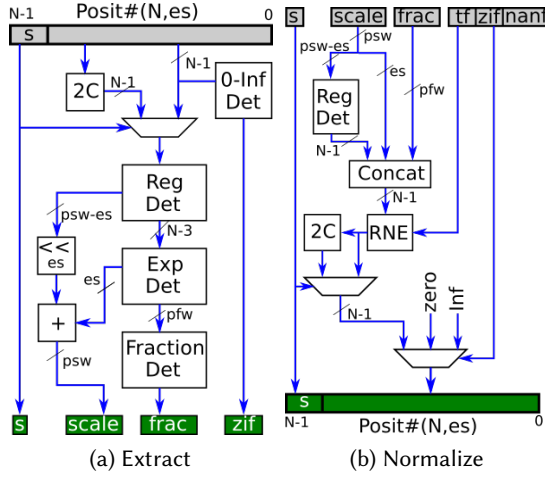 Posit#(N,es)
N-1
0
s
N-1
2C
N-1
0-Inf
Det
Reg
Det
psw-es
N-3
<<
es
es
Exp
Det
+
pfw
psw
Fraction
Det
s
scale
frac
zif
(a) Extract
s
scale
frac
tf
zif
nanf
psw
psw-es
es
Reg
Det
pfw
N-1
Concat
N-1
2C
RNE
zero
Inf
N-1
s
N-1
Posit#(N,es)
0
(b) Normalize